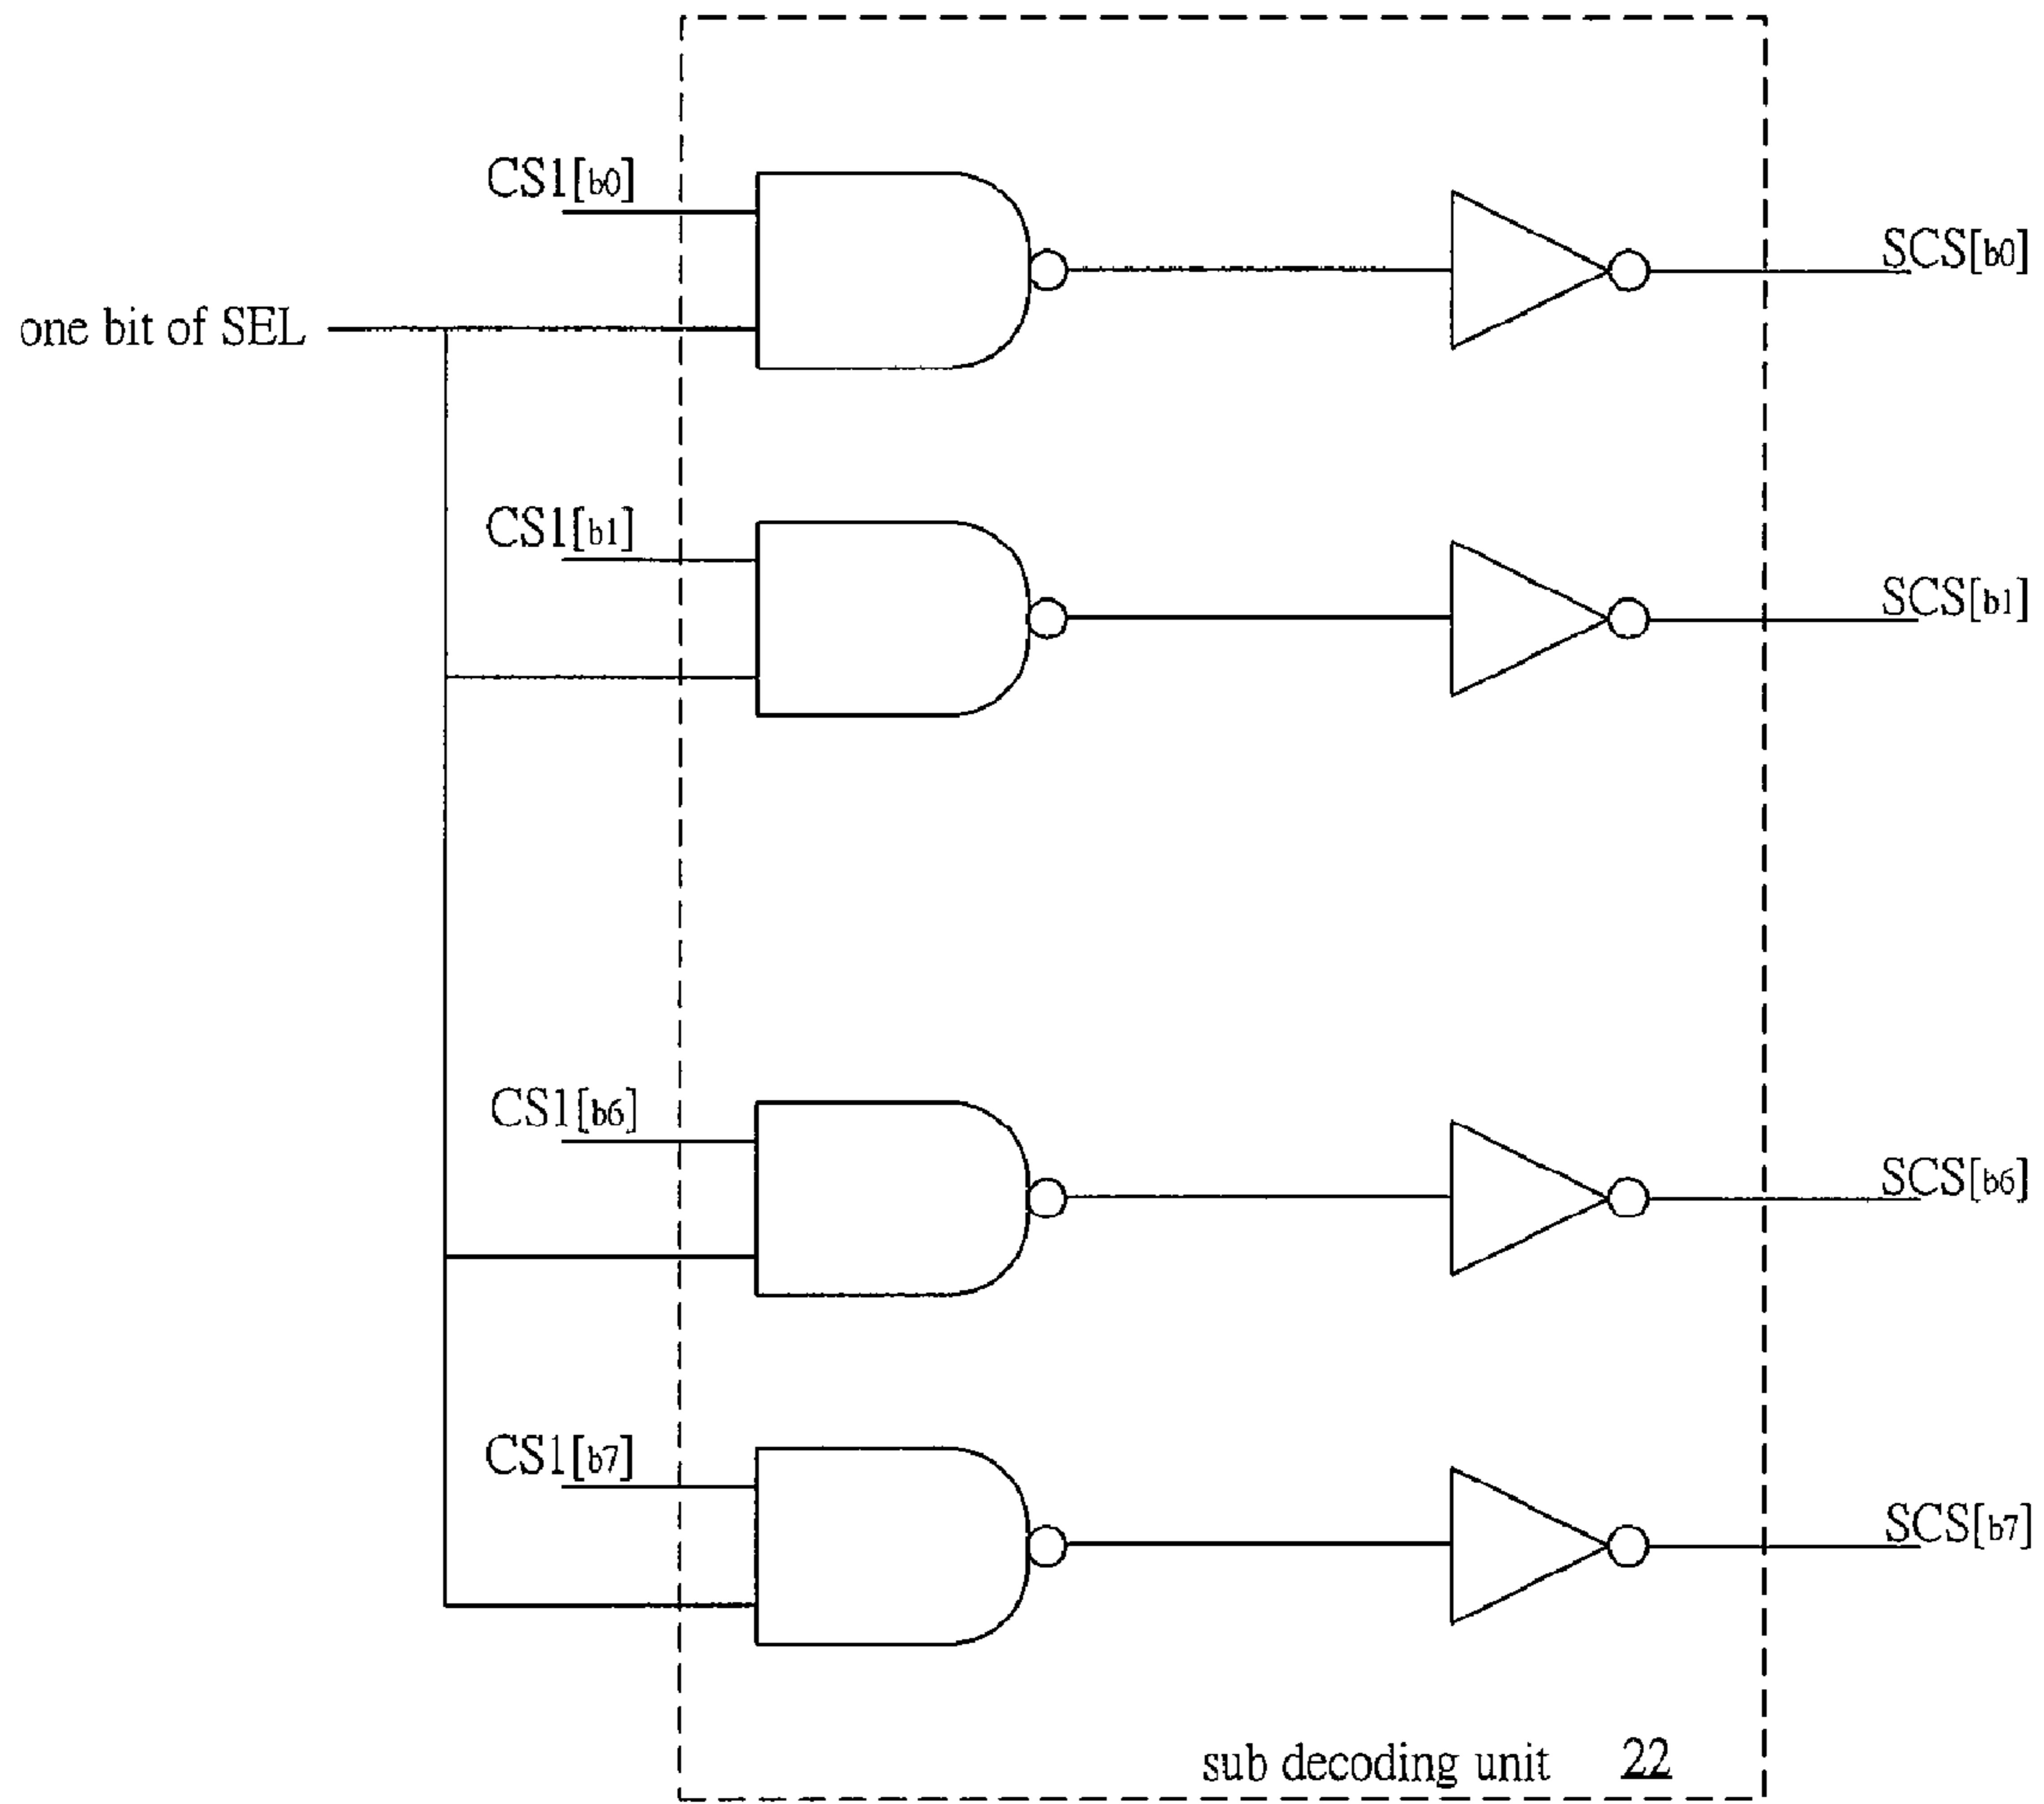 CS1[b0]
SCS[b0]
one bit of SEL
CS1[b1]
SCS[b1]
CS1[b6]
SCS[b6]
CS1[b7]
SCS[b7]
sub decoding unit 22